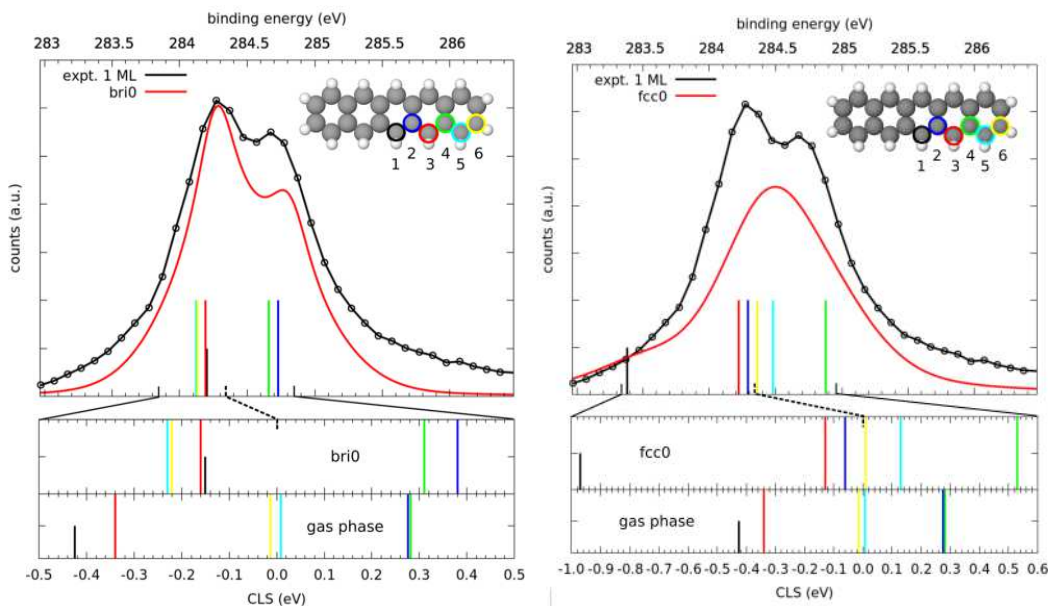 binding energy (eV)
283 283.5 284 284.5 285 285.5 286
expt. 1 ML
bri0
1 2 3 4 5 6
counts (a.u.)
bri0
gas phase
-0.5 -0.4 -0.3 -0.2 -0.1 0.0 0.1 0.2 0.3 0.4 0.5
CLS (eV)
binding energy (eV)
283 283.5 284 284.5 285 285.5 286
expt. 1 ML
fcc0
1 2 3 4 5 6
counts (a.u.)
fcc0
gas phase
-1.0 -0.9 -0.8 -0.7 -0.6 -0.5 -0.4 -0.3 -0.2 -0.1 0.0 0.1 0.2 0.3 0.4 0.5 0.6
CLS (eV)